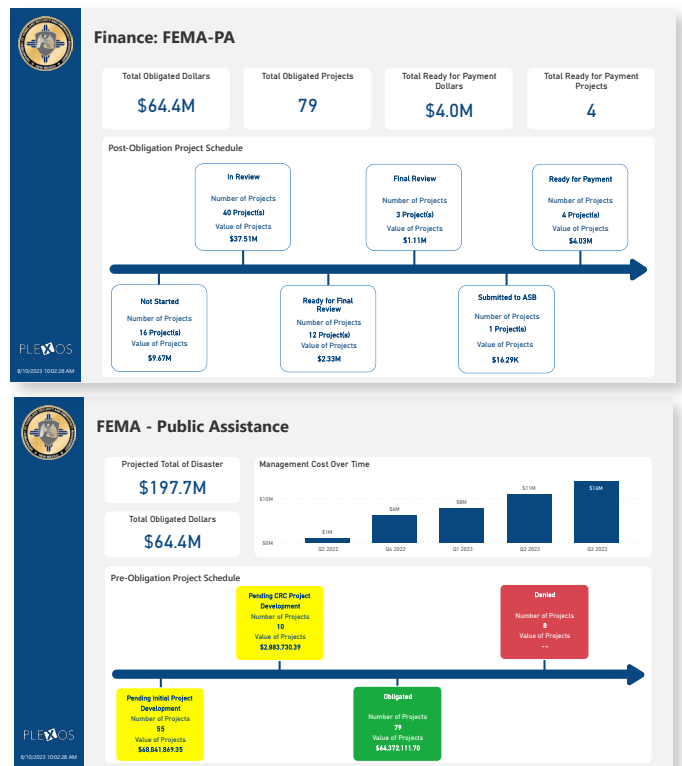 Finance: FEMA-PA
Total Obligated Dollars
$64.4M
Total Obligated Projects
79
Total Ready for Payment
Dollars
$4.0M
Total Ready for Payment
Projects
4
Post-Obligation Project Schedule
In Review
Number of Projects
40 Project(s)
Value of Projects
$37.51M
Final Review
Number of Projects
3 Project(s)
Value of Projects
$1.11M
Ready for Payment
Number of Projects
4 Project(s)
Value of Projects
$4.03M
Not Started
Number of Projects
16 Project(s)
Value of Projects
$9.67M
Ready for Final
Review
Number of Projects
12 Project(s)
Value of Projects
$2.33M
Submitted to ASB
Number of Projects
1 Project(s)
Value of Projects
$16.29K
PLEXOS
8/10/2023 10:02:28 AM
FEMA - Public Assistance
Projected Total of Disaster
$197.7M
Total Obligated Dollars
$64.4M
Management Cost Over Time
$10M
$0M
$1M
$6M
$8M
$11M
$14M
Q3 2022
Q4 2022
Q1 2023
Q2 2023
Q3 2023
Pre-Obligation Project Schedule
Pending CRC Project
Development
Number of Projects
10
Value of Projects
$2,883,730.39
Denied
Number of Projects
8
Value of Projects
--
Pending Initial Project
Development
Number of Projects
55
Value of Projects
$68,841,869.35
Obligated
Number of Projects
79
Value of Projects
$64,372,111.70
PLEXOS
8/10/2023 10:02:28 AM